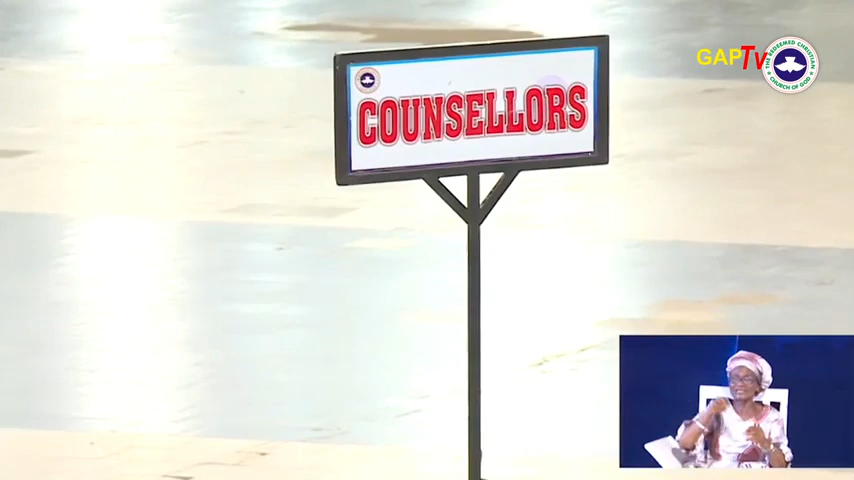 COUNSELLORS
GAPTv
THE REDEEMED CHRISTIAN
CHURCH OF GOD